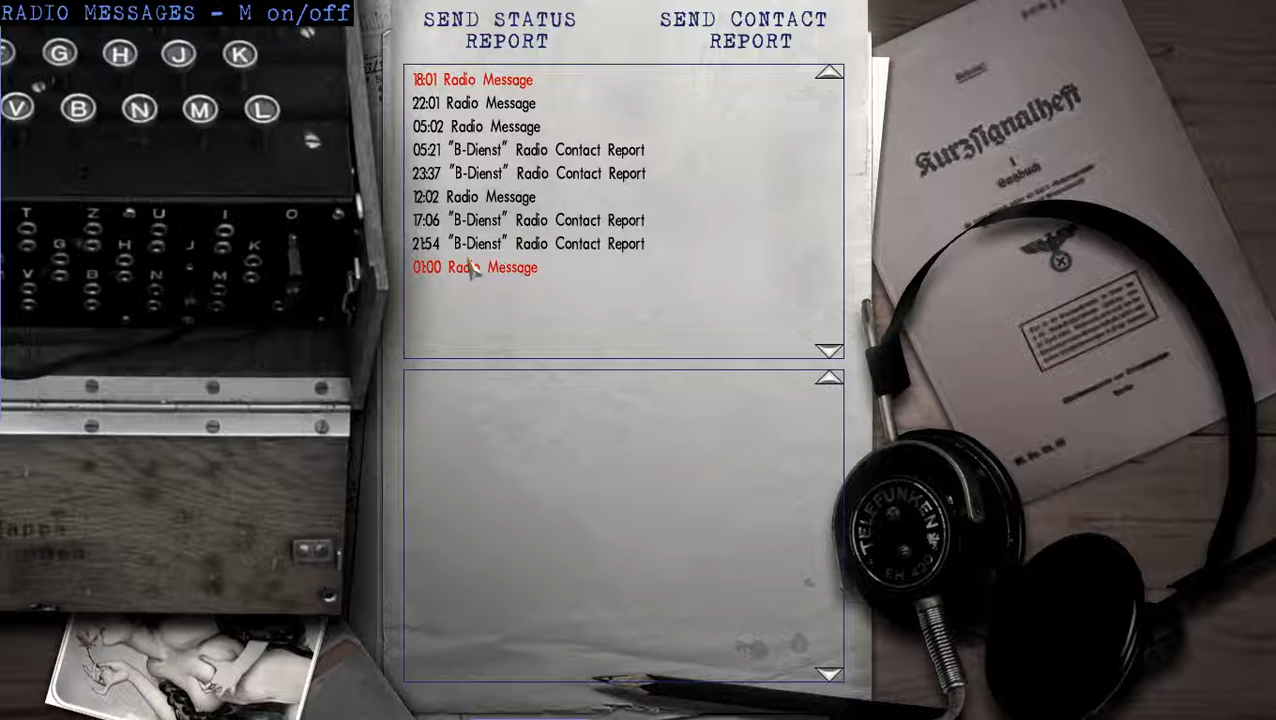 RADIO MESSAGES - M on/off
SEND STATUS
REPORT
SEND CONTACT
REPORT
18:01 Radio Message
22:01 Radio Message
05:02 Radio Message
05:21 "B-Dienst" Radio Contact Report
23:37 "B-Dienst" Radio Contact Report
12:02 Radio Message
17:06 "B-Dienst" Radio Contact Report
21:54 "B-Dienst" Radio Contact Report
01:00 Radio Message
G H J K
V B N M L
T Z U I O
G H J K
V B N M L
Kurzsignalheft
I
TELEFUNKEN
EH 420